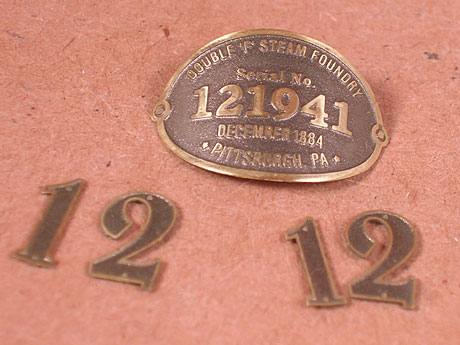 DOUBLE 'F' STEAM FOUNDRY
Serial No.
121941
DECEMBER 1884
PITTSBURGH, PA
12 12